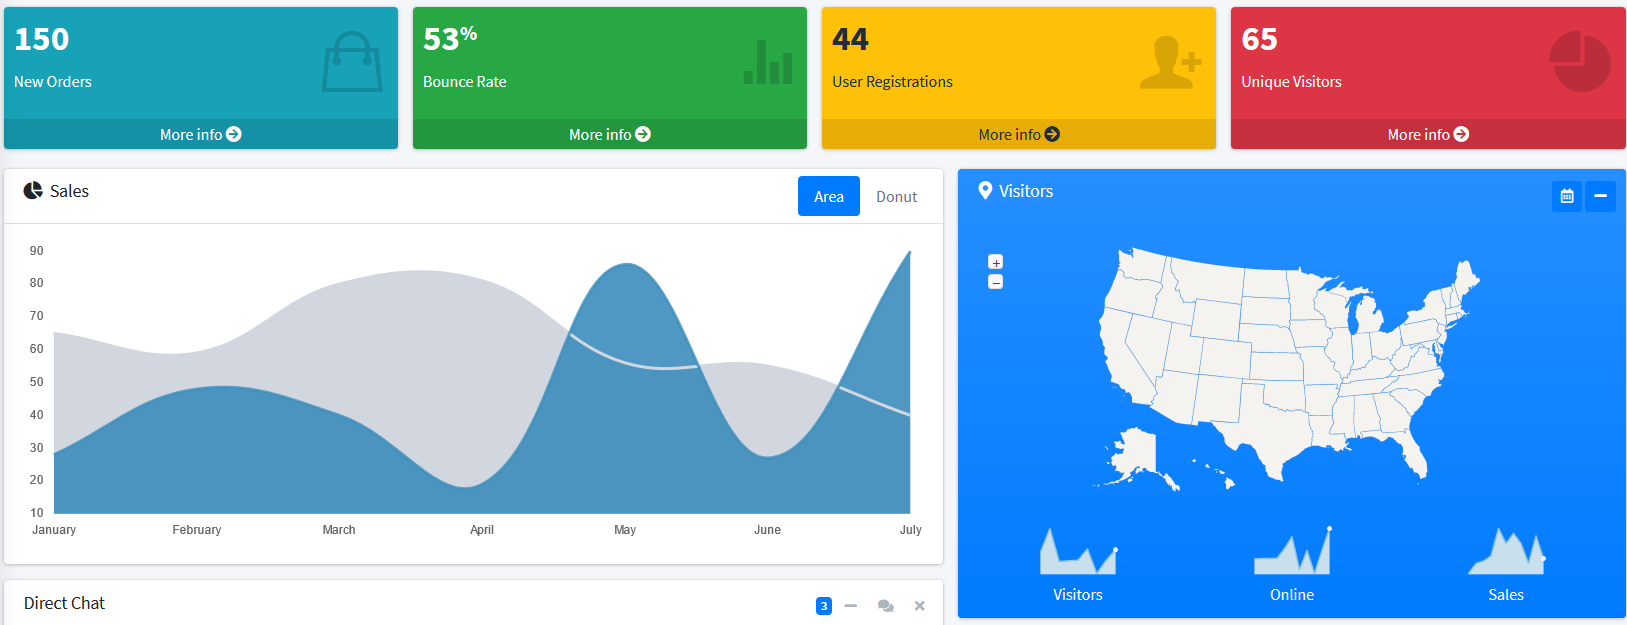 150
New Orders
More info
53%
Bounce Rate
More info
44
User Registrations
More info
65
Unique Visitors
More info
Sales
Area
Donut
90
80
70
60
50
40
30
20
10
January February March April May June July
Direct Chat
3
Visitors
+
−
Visitors
Online
Sales